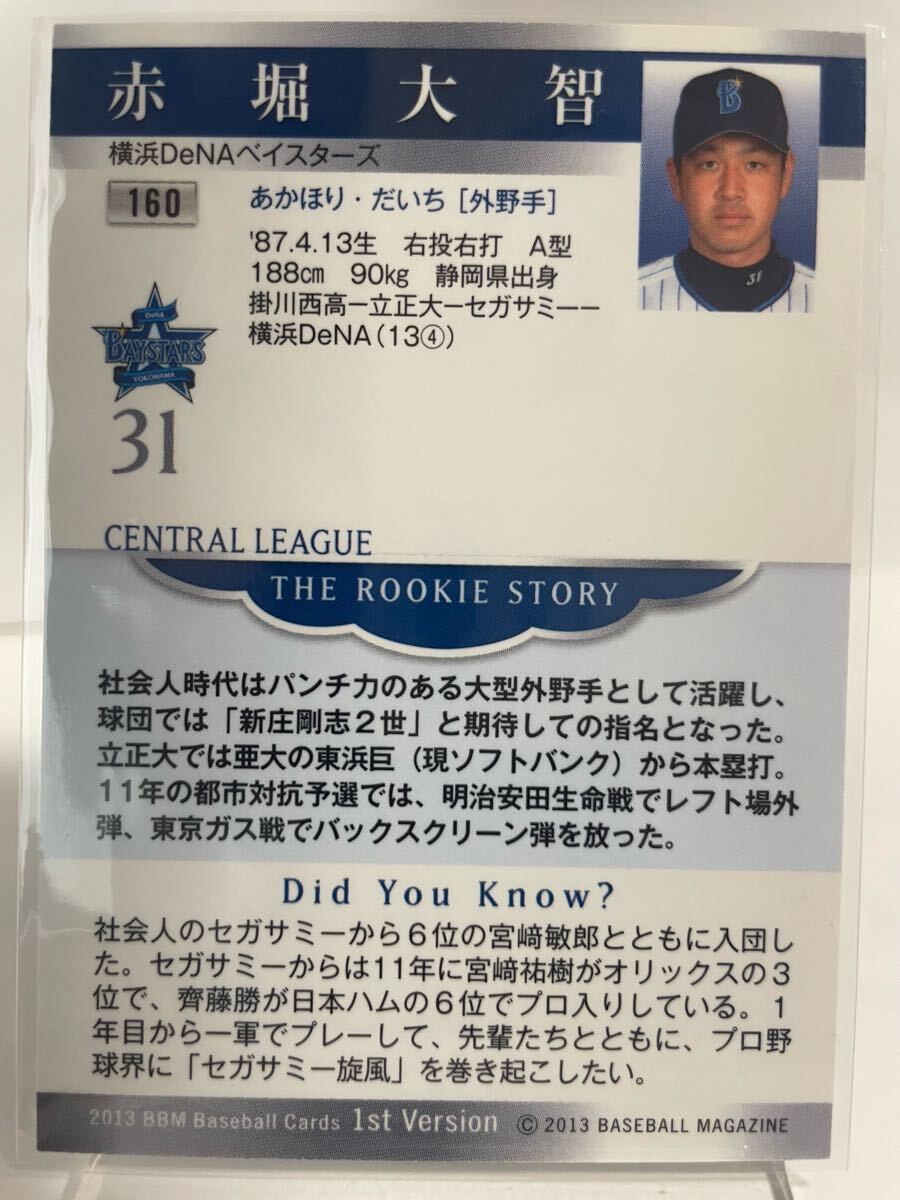 赤堀大智
横浜DeNAベイスターズ
160
あかほり・だいち［外野手］
'87.4.13生　右投右打　A型
188cm　90kg　静岡県出身
掛川西高ー立正大ーセガサミーー
横浜DeNA（13④）
B
31
DeNA
BAYSTARS
YOKOHAMA
31
CENTRAL LEAGUE
THE ROOKIE STORY
社会人時代はパンチ力のある大型外野手として活躍し、
球団では「新庄剛志２世」と期待しての指名となった。
立正大では亜大の東浜巨（現ソフトバンク）から本塁打。
11年の都市対抗予選では、明治安田生命戦でレフト場外
弾、東京ガス戦でバックスクリーン弾を放った。
Did You Know?
社会人のセガサミーから６位の宮﨑敏郎とともに入団し
た。セガサミーからは11年に宮﨑祐樹がオリックスの３
位で、齊藤勝が日本ハムの６位でプロ入りしている。１
年目から一軍でプレーして、先輩たちとともに、プロ野
球界に「セガサミー旋風」を巻き起こしたい。
2013 BBM Baseball Cards 1st Version © 2013 BASEBALL MAGAZINE